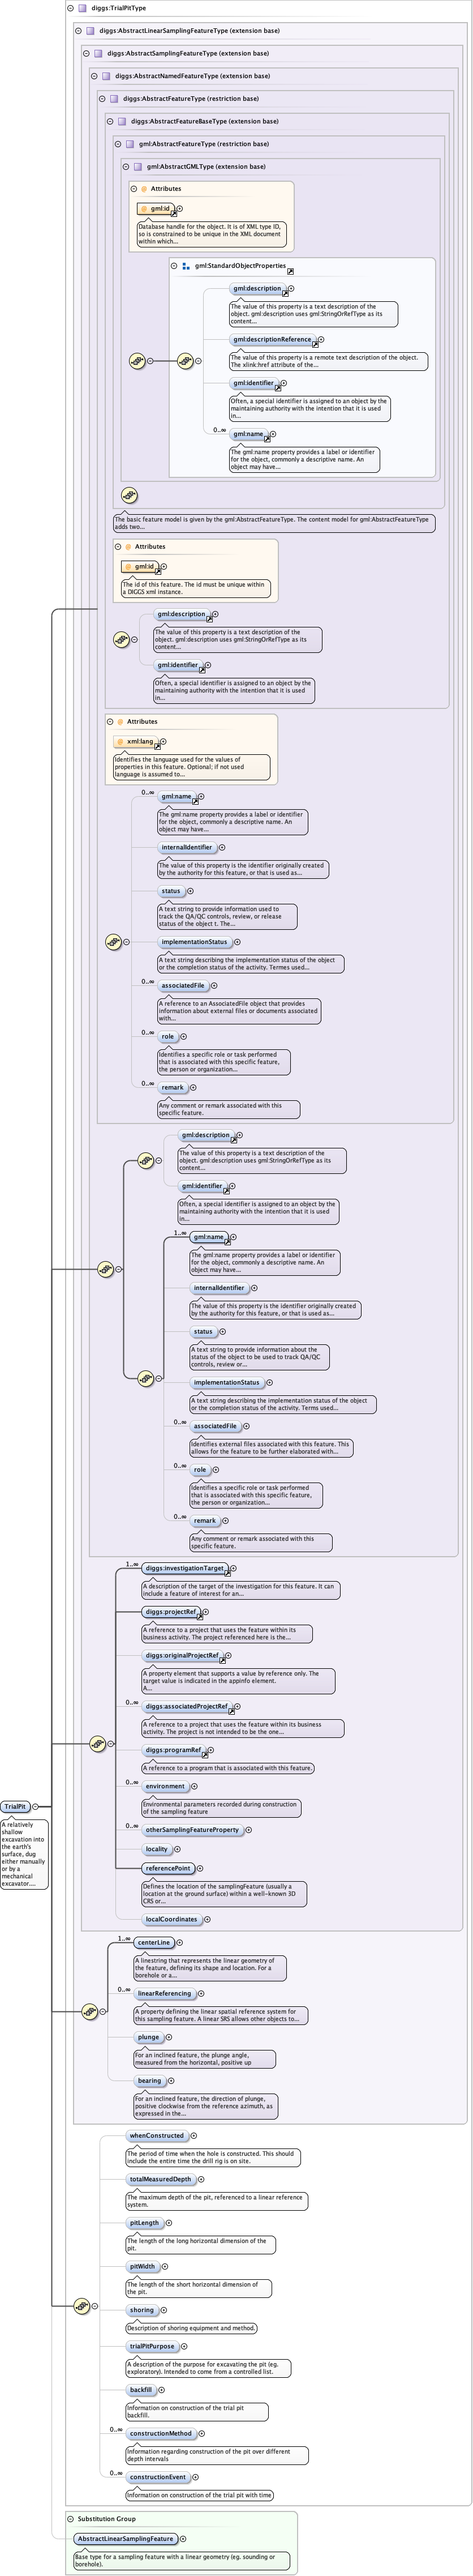 diggs:TrialPitType
diggs:AbstractLinearSamplingFeatureType (extension base)
diggs:AbstractSamplingFeatureType (extension base)
diggs:AbstractNamedFeatureType (extension base)
diggs:AbstractFeatureType (restriction base)
diggs:AbstractFeatureBaseType (extension base)
gml:AbstractFeatureType (restriction base)
gml:AbstractGMLType (extension base)
Attributes
gml:id
Database handle for the object. It is of XML type ID,
so is constrained to be unique in the XML document
within which...
gml:StandardObjectProperties
gml:description
The value of this property is a text description of the
object. gml:description uses gml:StringOrRefType as its
content...
gml:descriptionReference
The value of this property is a remote text description of the object.
The xlink:href attribute of the...
gml:identifier
Often, a special identifier is assigned to an object by the
maintaining authority with the intention that it is used
in...
0..∞
gml:name
The gml:name property provides a label or identifier
for the object, commonly a descriptive name. An
object may have...
The basic feature model is given by the gml:AbstractFeatureType. The content model for gml:AbstractFeatureType
adds two...
Attributes
gml:id
The id of this feature. The id must be unique within
a DIGGS xml instance.
gml:description
The value of this property is a text description of the
object. gml:description uses gml:StringOrRefType as its
content...
gml:identifier
Often, a special identifier is assigned to an object by the
maintaining authority with the intention that it is used
in...
Attributes
xml:lang
Identifies the language used for the values of
properties in this feature. Optional; if not used
language is assumed to...
0..∞
gml:name
The gml:name property provides a label or identifier
for the object, commonly a descriptive name. An
object may have...
internalIdentifier
The value of this property is the identifier originally created
by the authority for this feature, or that is used as...
status
A text string to provide information used to
track the QA/QC controls, review, or release
status of the object t. The...
implementationStatus
A text string describing the implementation status of the object
or the completion status of the activity. Termes used...
0..∞
associatedFile
A reference to an AssociatedFile object that provides
information about external files or documents associated
with...
0..∞
role
Identifies a specific role or task performed
that is associated with this specific feature,
the person or organization...
0..∞
remark
Any comment or remark associated with this
specific feature.
gml:description
The value of this property is a text description of the
object. gml:description uses gml:StringOrRefType as its
content...
gml:identifier
Often, a special identifier is assigned to an object by the
maintaining authority with the intention that it is used
in...
1..∞
gml:name
The gml:name property provides a label or identifier
for the object, commonly a descriptive name. An
object may have...
internalIdentifier
The value of this property is the identifier originally created
by the authority for this feature, or that is used as...
status
A text string to provide information about the
status of the object to be used to track QA/QC
controls, review or...
implementationStatus
A text string describing the implementation status of the object
or the completion status of the activity. Terms used...
0..∞
associatedFile
Identifies external files associated with this feature. This
allows for the feature to be further elaborated with...
0..∞
role
Identifies a specific role or task performed
that is associated with this specific feature,
the person or organization...
0..∞
remark
Any comment or remark associated with this
specific feature.
1..∞
diggs:investigationTarget
A description of the target of the investigation for this feature. It can
include a feature of interest for an...
diggs:projectRef
A reference to a project that uses the feature within its
business activity. The project referenced here is the...
diggs:originalProjectRef
A property element that supports a value by reference only. The
target value is indicated in the appinfo element.
A...
0..∞
diggs:associatedProjectRef
A reference to a project that uses the feature within its business
activity. The project is not intended to be the one...
diggs:programRef
A reference to a program that is associated with this feature.
0..∞
environment
Environmental parameters recorded during construction
of the sampling feature
0..∞
otherSamplingFeatureProperty
locality
referencePoint
Defines the location of the samplingFeature (usually a
location at the ground surface) within a well-known 3D
CRS or...
localCoordinates
TrialPit
A relatively
shallow
excavation into
the earth's
surface, dug
either manually
or by a
mechanical
excavator....
1..∞
centerLine
A linestring that represents the linear geometry of
the feature, defining its shape and location. For a
borehole or a...
0..∞
linearReferencing
A property defining the linear spatial reference system for
this sampling feature. A linear SRS allows other objects to...
plunge
For an inclined feature, the plunge angle,
measured from the horizontal, positive up
bearing
For an inclined feature, the direction of plunge,
positive clockwise from the reference azimuth, as
expressed in the...
whenConstructed
The period of time when the hole is constructed. This should
include the entire time the drill rig is on site.
totalMeasuredDepth
The maximum depth of the pit, referenced to a linear reference
system.
pitLength
The length of the long horizontal dimension of the
pit.
pitWidth
The length of the short horizontal dimension of
the pit.
shoring
Description of shoring equipment and method.
trialPitPurpose
A description of the purpose for excavating the pit (eg.
exploratory). Intended to come from a controlled list.
backfill
Information on construction of the trial pit
backfill.
0..∞
constructionMethod
Information regarding construction of the pit over different
depth intervals
0..∞
constructionEvent
Information on construction of the trial pit with time
Substitution Group
AbstractLinearSamplingFeature
Base type for a sampling feature with a linear geometry (eg. sounding or
borehole).